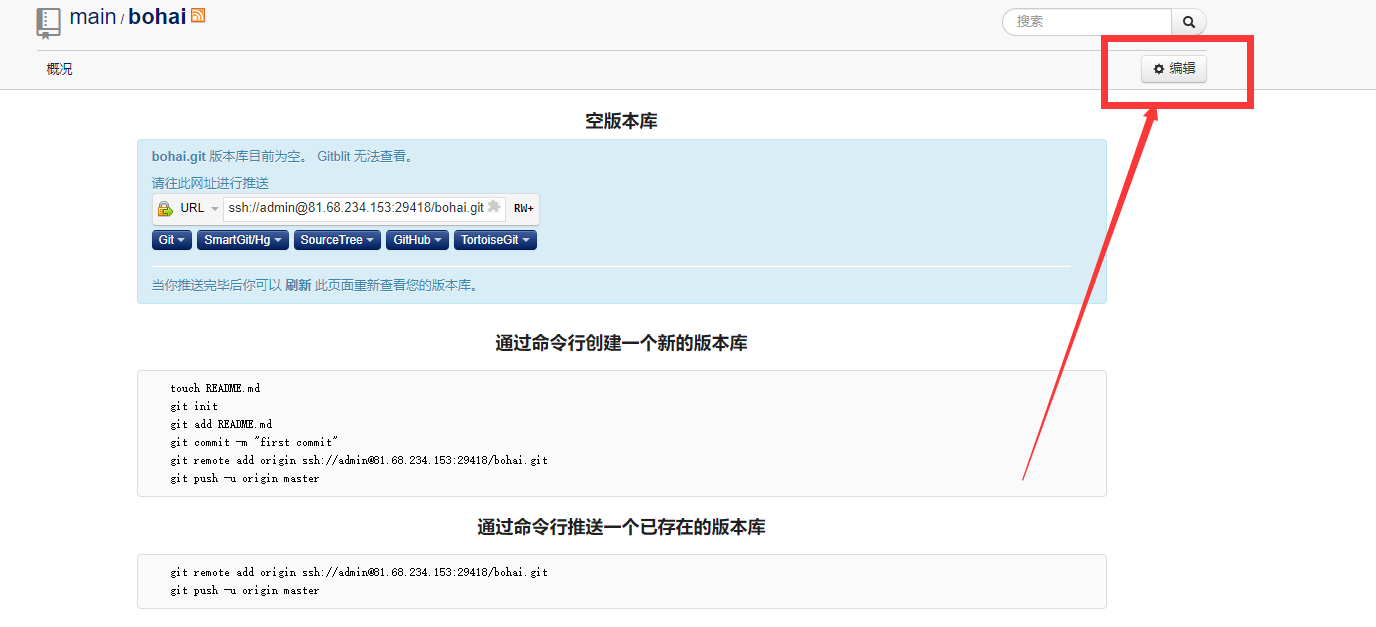 main / bohai
搜索
概况
编辑
空版本库
bohai.git 版本库目前为空。 Gitblit 无法查看。
请往此网址进行推送
URL ssh://admin@81.68.234.153:29418/bohai.git RW+
Git SmartGit/Hg SourceTree GitHub TortoiseGit
当你推送完毕后你可以 刷新 此页面重新查看您的版本库。
通过命令行创建一个新的版本库
touch README.md
git init
git add README.md
git commit -m "first commit"
git remote add origin ssh://admin@81.68.234.153:29418/bohai.git
git push -u origin master
通过命令行推送一个已存在的版本库
git remote add origin ssh://admin@81.68.234.153:29418/bohai.git
git push -u origin master